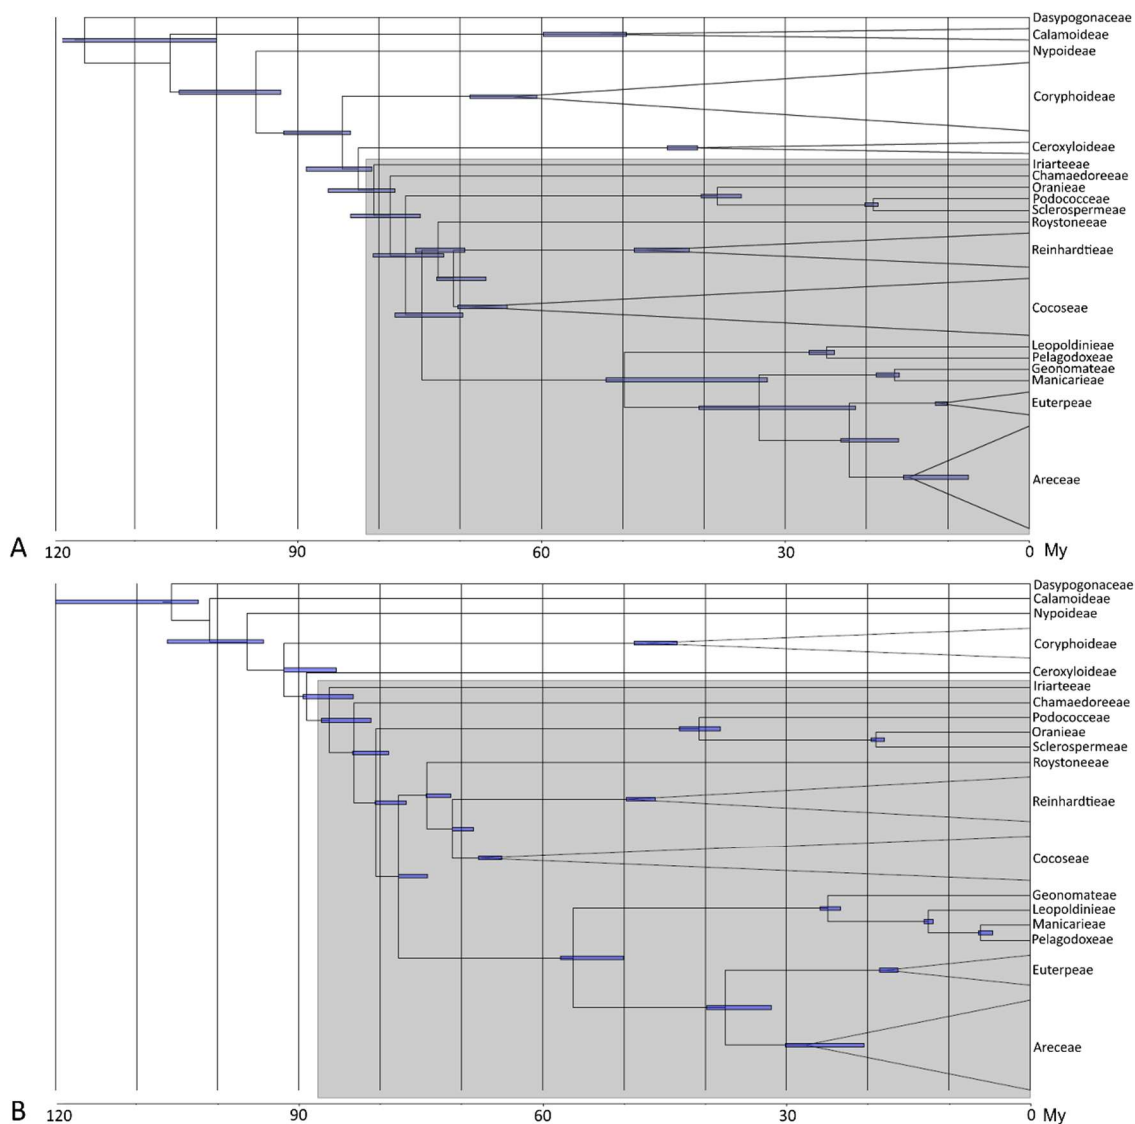 Dasypogonaceae
Calamoideae
Nypoideae
Coryphoideae
Ceroxyloideae
Iriarteeae
Chamaedoreeae
Oranieae
Podococceae
Sclerospermeae
Roystoneeae
Reinhardtieae
Cocoseae
Leopoldinieae
Pelagodoxeae
Geonomateae
Manicarieae
Euterpeae
Areceae
A
120 90 60 30 0 My
Dasypogonaceae
Calamoideae
Nypoideae
Coryphoideae
Ceroxyloideae
Iriarteeae
Chamaedoreeae
Podococceae
Oranieae
Sclerospermeae
Roystoneeae
Reinhardtieae
Cocoseae
Geonomateae
Leopoldinieae
Manicarieae
Pelagodoxeae
Euterpeae
Areceae
B
120 90 60 30 0 My